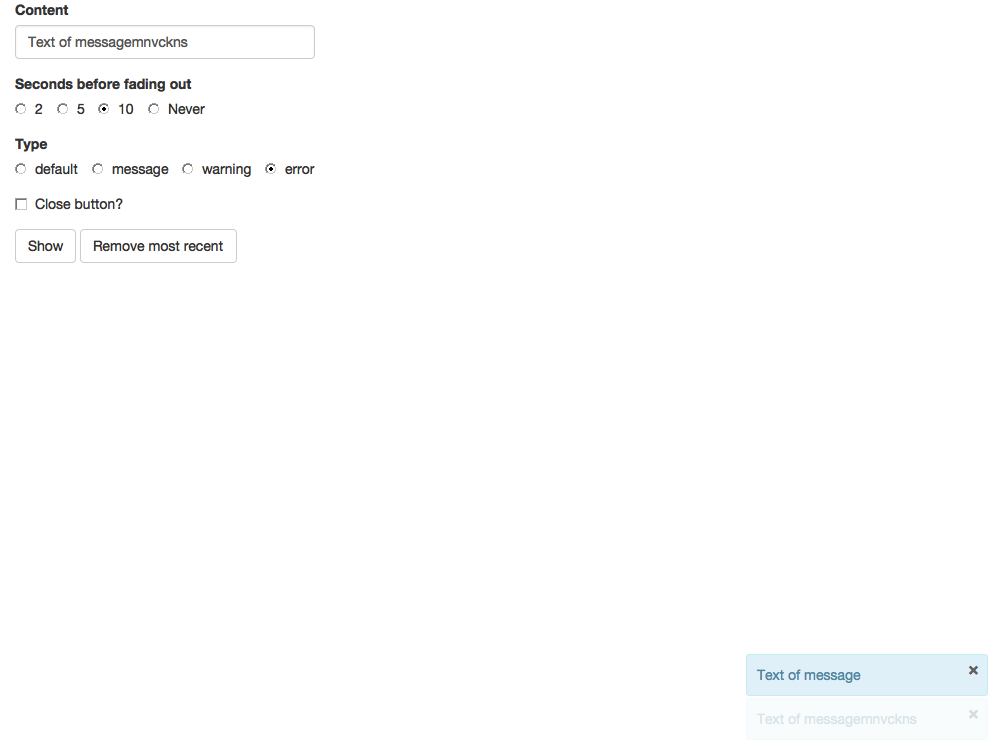 Content
Text of messagemnvckns
Seconds before fading out
2 5 10 Never
Type
default message warning error
Close button?
Show Remove most recent
Text of message ×
Text of messagemnvckns ×